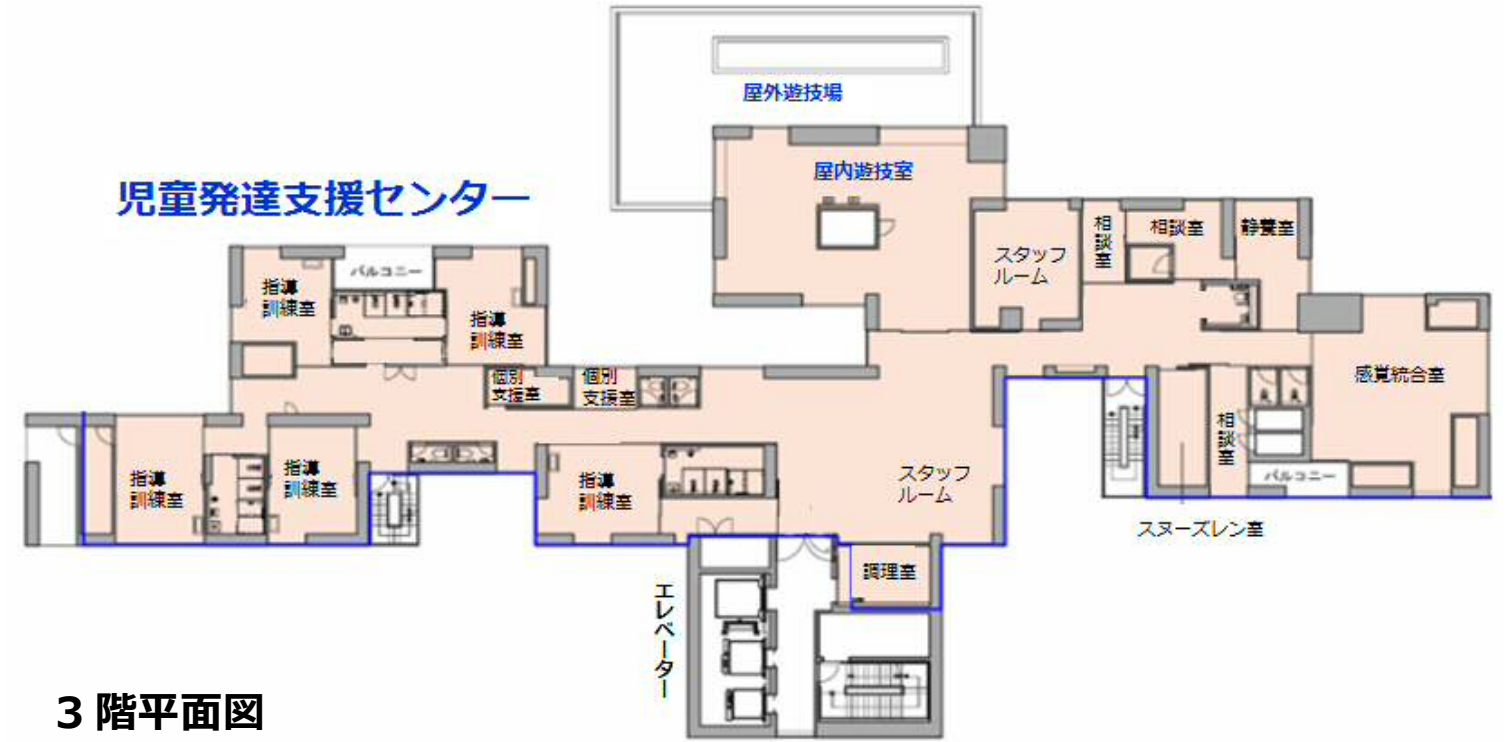 屋外遊技場
屋内遊技室
児童発達支援センター
相談室
相談室
静養室
スタッフ
ルーム
バルコニー
指導
訓練室
指導
訓練室
個別
支援室
個別
支援室
感覚統合室
相談室
指導
訓練室
指導
訓練室
指導
訓練室
スタッフ
ルーム
バルコニー
スヌーズレン室
調理室
エレベーター
3階平面図